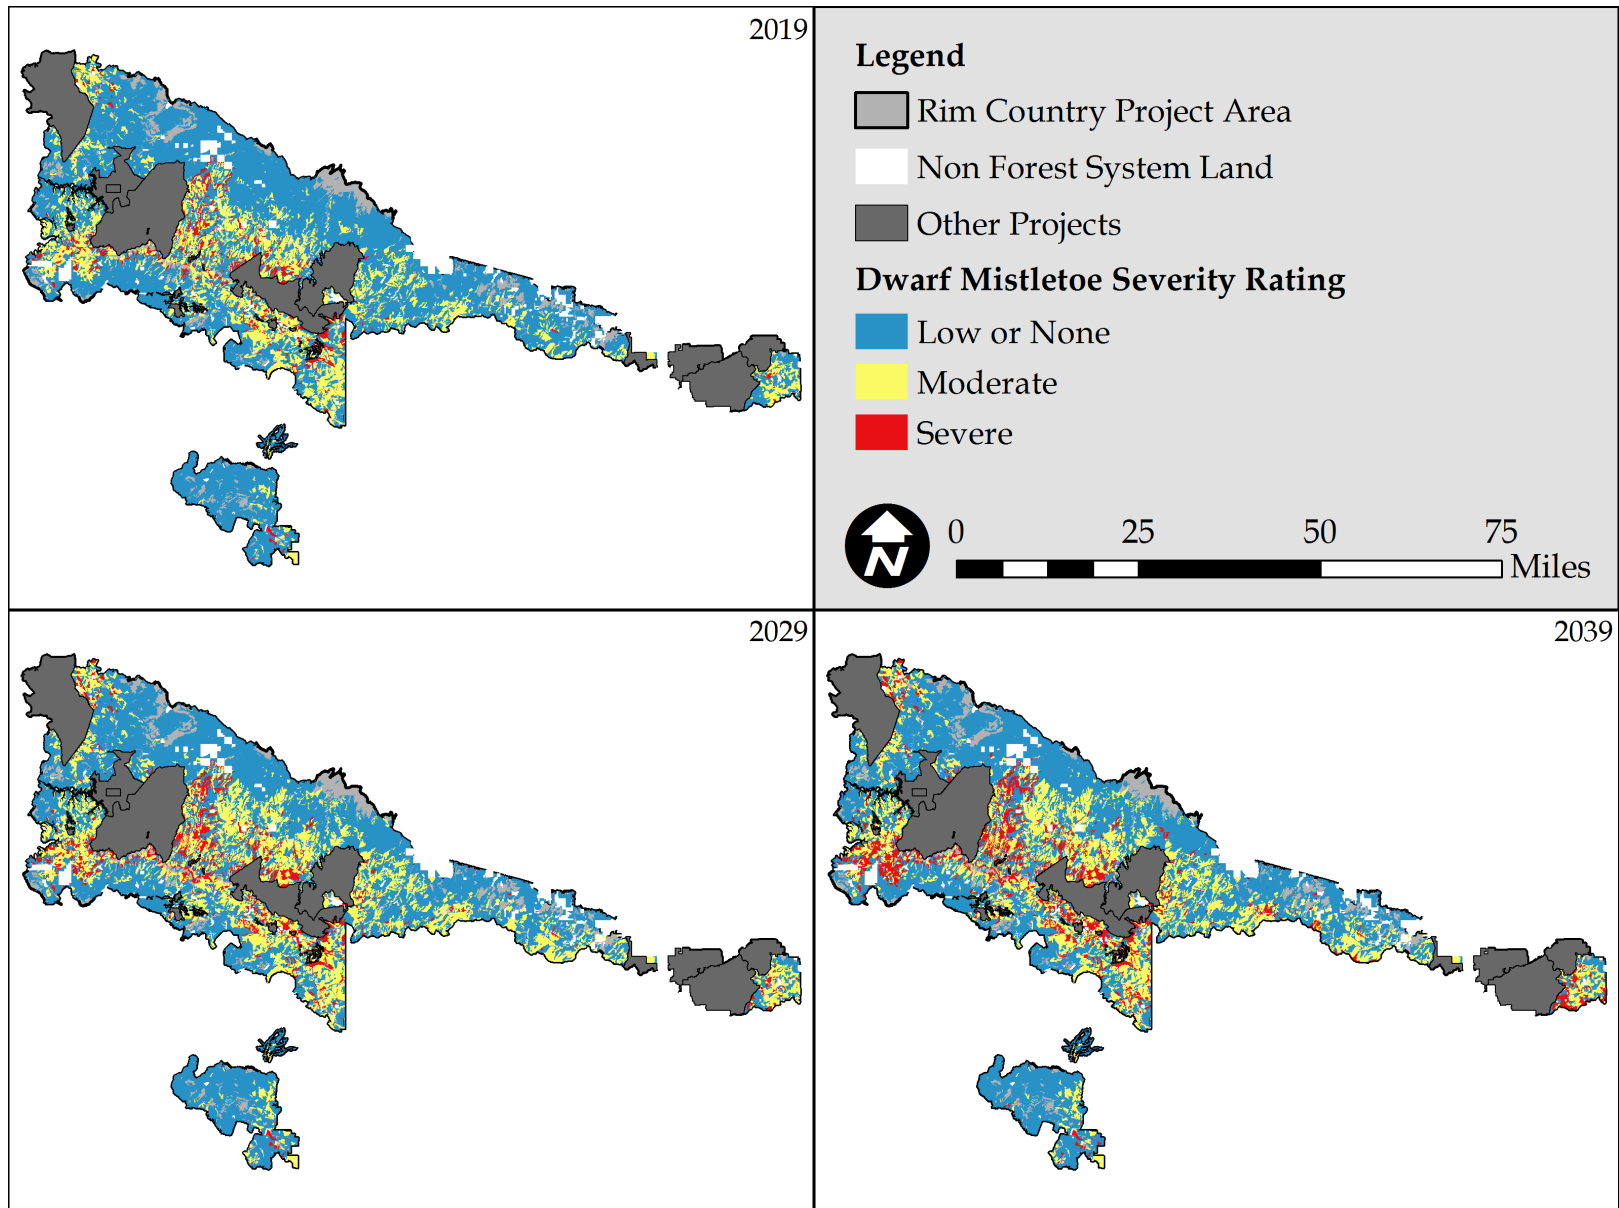 2019
Legend
Rim Country Project Area
Non Forest System Land
Other Projects
Dwarf Mistletoe Severity Rating
Low or None
Moderate
Severe
N
0 25 50 75
Miles
2029
2039